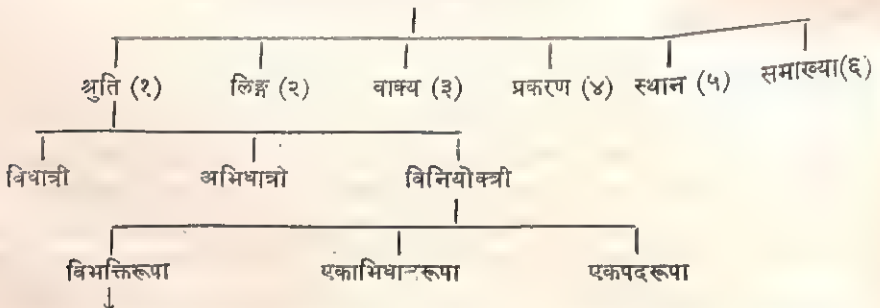 श्रुति (१) लिङ्ग (२) वाक्य (३) प्रकरण (४) स्थान (५) समाख्या(६)
विधात्री अभिधात्री विनियोक्त्री
विभक्तिरूपा एकाभिधानरूपा एकपदरूपा